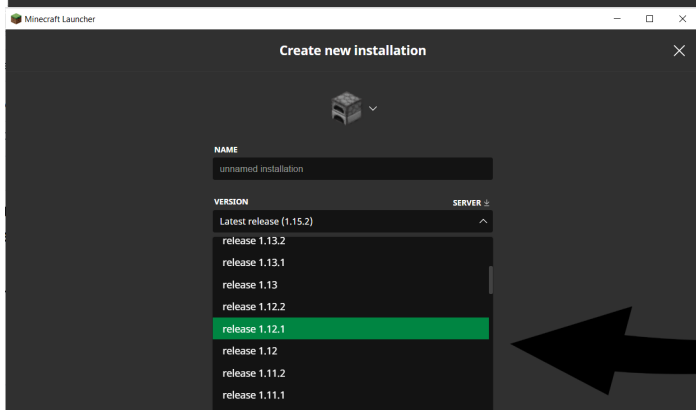 Minecraft Launcher
Create new installation
NAME
unnamed installation
VERSION
SERVER
Latest release (1.15.2)
release 1.13.2
release 1.13.1
release 1.13
release 1.12.2
release 1.12.1
release 1.12
release 1.11.2
release 1.11.1